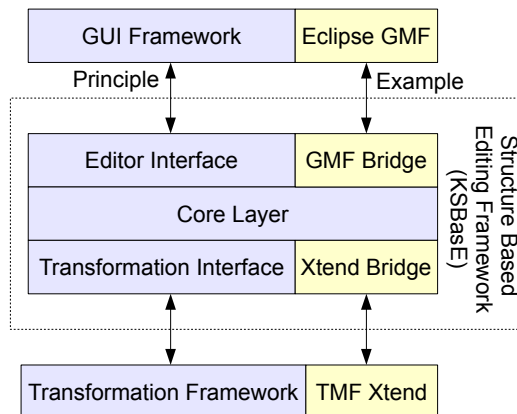 GUI Framework
Eclipse GMF
Principle
Example
Editor Interface
GMF Bridge
Core Layer
Transformation Interface
Xtend Bridge
Structure Based
Editing Framework
(KSBasE)
Transformation Framework
TMF Xtend